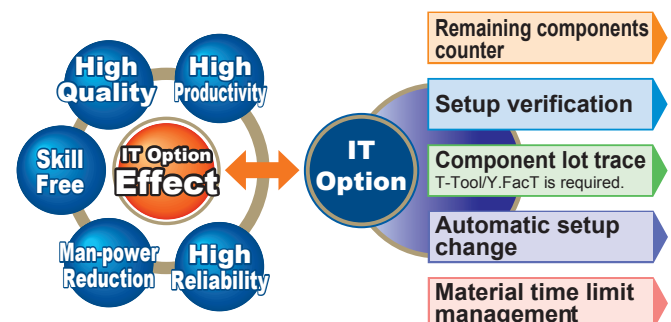 High
Quality
High
Productivity
Skill
Free
IT Option
Effect
Man-power
Reduction
High
Reliability
IT
Option
Remaining components
counter
Setup verification
Component lot trace
T-Tool/Y.FacT is required.
Automatic setup
change
Material time limit
management